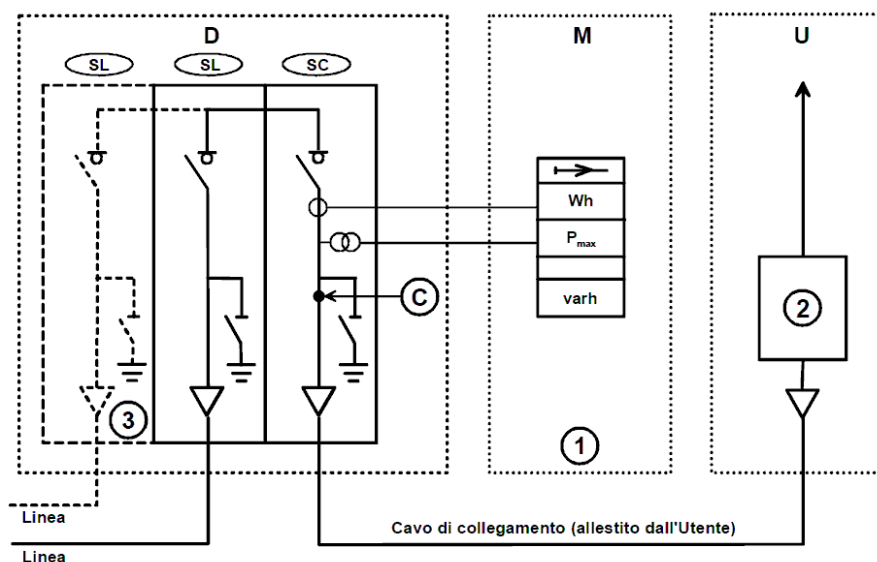 D
M
U
SL
SL
SC
Wh
Pmax
varh
C
2
3
1
Linea
Cavo di collegamento (allestito dall'Utente)
Linea